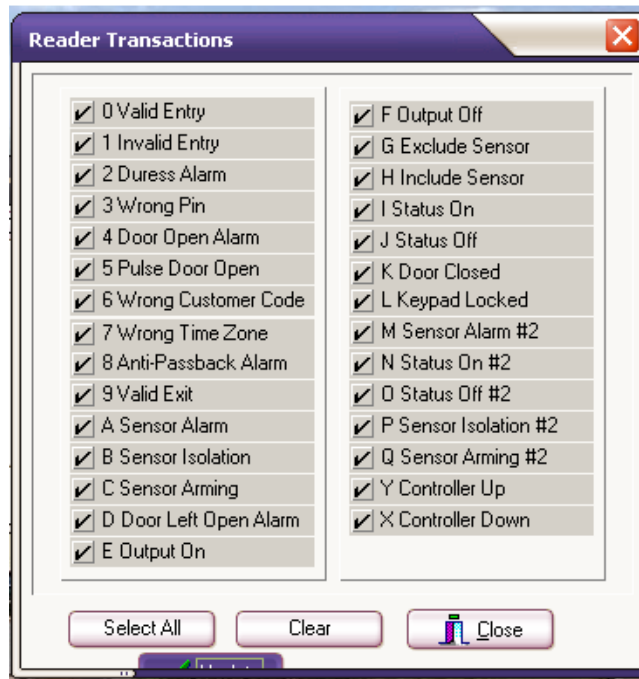 Reader Transactions
0 Valid Entry
1 Invalid Entry
2 Duress Alarm
3 Wrong Pin
4 Door Open Alarm
5 Pulse Door Open
6 Wrong Customer Code
7 Wrong Time Zone
8 Anti-Passback Alarm
9 Valid Exit
A Sensor Alarm
B Sensor Isolation
C Sensor Arming
D Door Left Open Alarm
E Output On
F Output Off
G Exclude Sensor
H Include Sensor
I Status On
J Status Off
K Door Closed
L Keypad Locked
M Sensor Alarm #2
N Status On #2
O Status Off #2
P Sensor Isolation #2
Q Sensor Arming #2
Y Controller Up
X Controller Down
Select All
Clear
Close